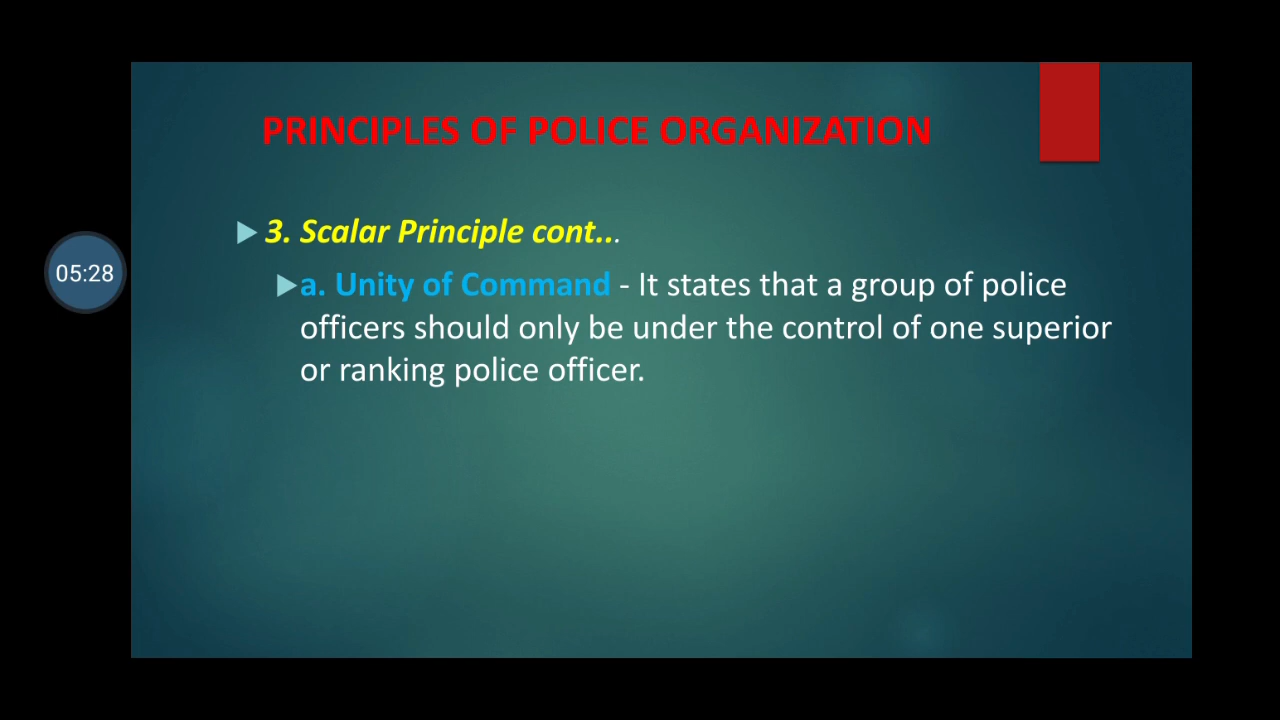 PRINCIPLES OF POLICE ORGANIZATION
3. Scalar Principle cont...
05:28
a. Unity of Command - It states that a group of police
officers should only be under the control of one superior
or ranking police officer.